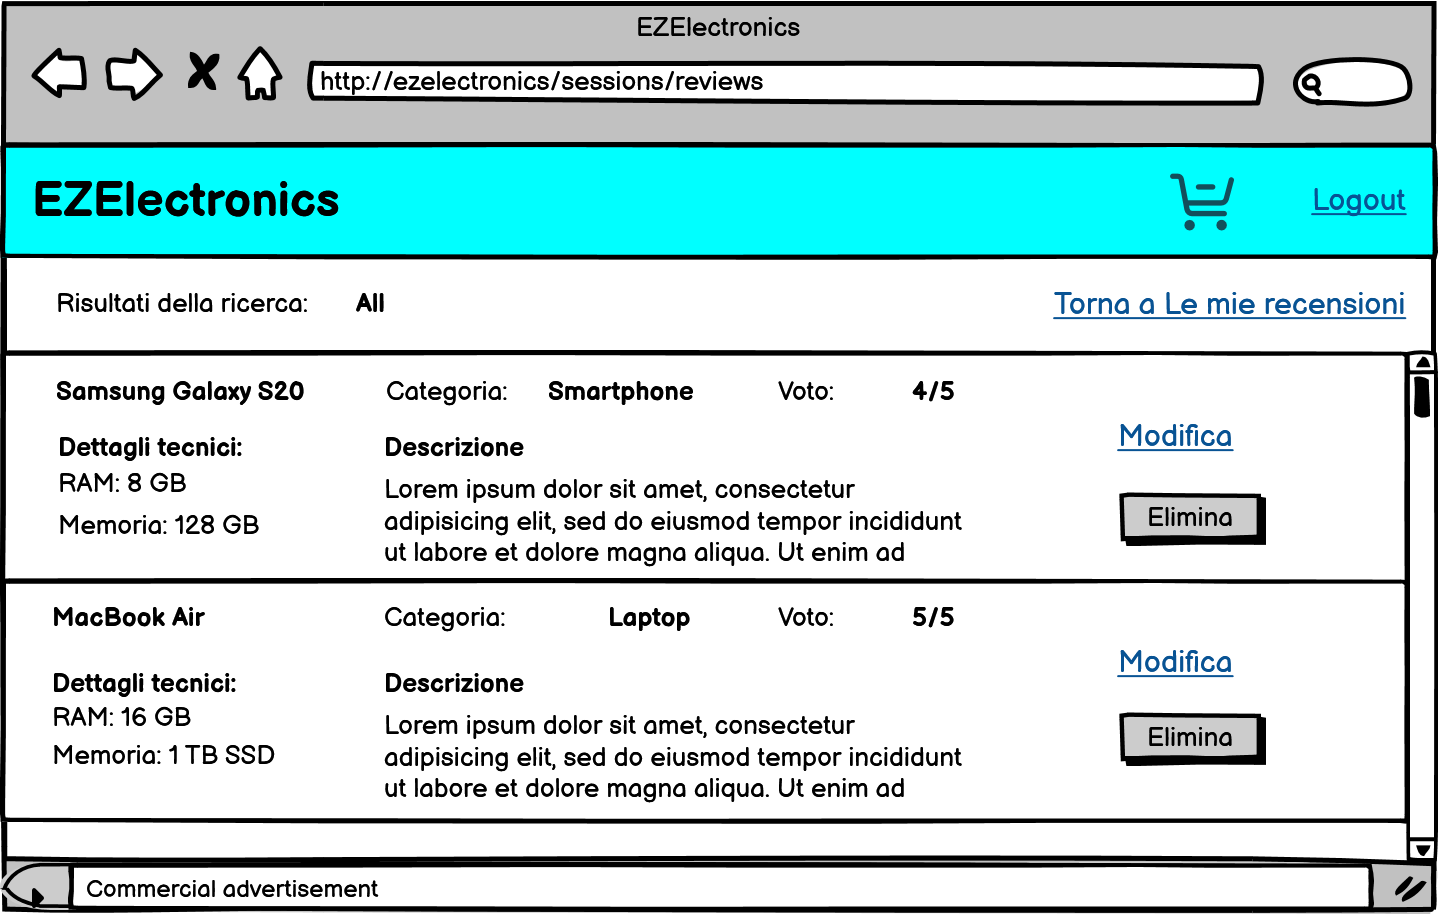 EZElectronics
http://ezelectronics/sessions/reviews
EZElectronics
Logout
Risultati della ricerca: All
Torna a Le mie recensioni
Samsung Galaxy S20 Categoria: Smartphone Voto: 4/5
Modifica
Dettagli tecnici: Descrizione
RAM: 8 GB
Lorem ipsum dolor sit amet, consectetur
Memoria: 128 GB
adipisicing elit, sed do eiusmod tempor incididunt
Elimina
ut labore et dolore magna aliqua. Ut enim ad
MacBook Air Categoria: Laptop Voto: 5/5
Modifica
Dettagli tecnici: Descrizione
RAM: 16 GB
Lorem ipsum dolor sit amet, consectetur
Elimina
Memoria: 1 TB SSD
adipisicing elit, sed do eiusmod tempor incididunt
ut labore et dolore magna aliqua. Ut enim ad
Commercial advertisement